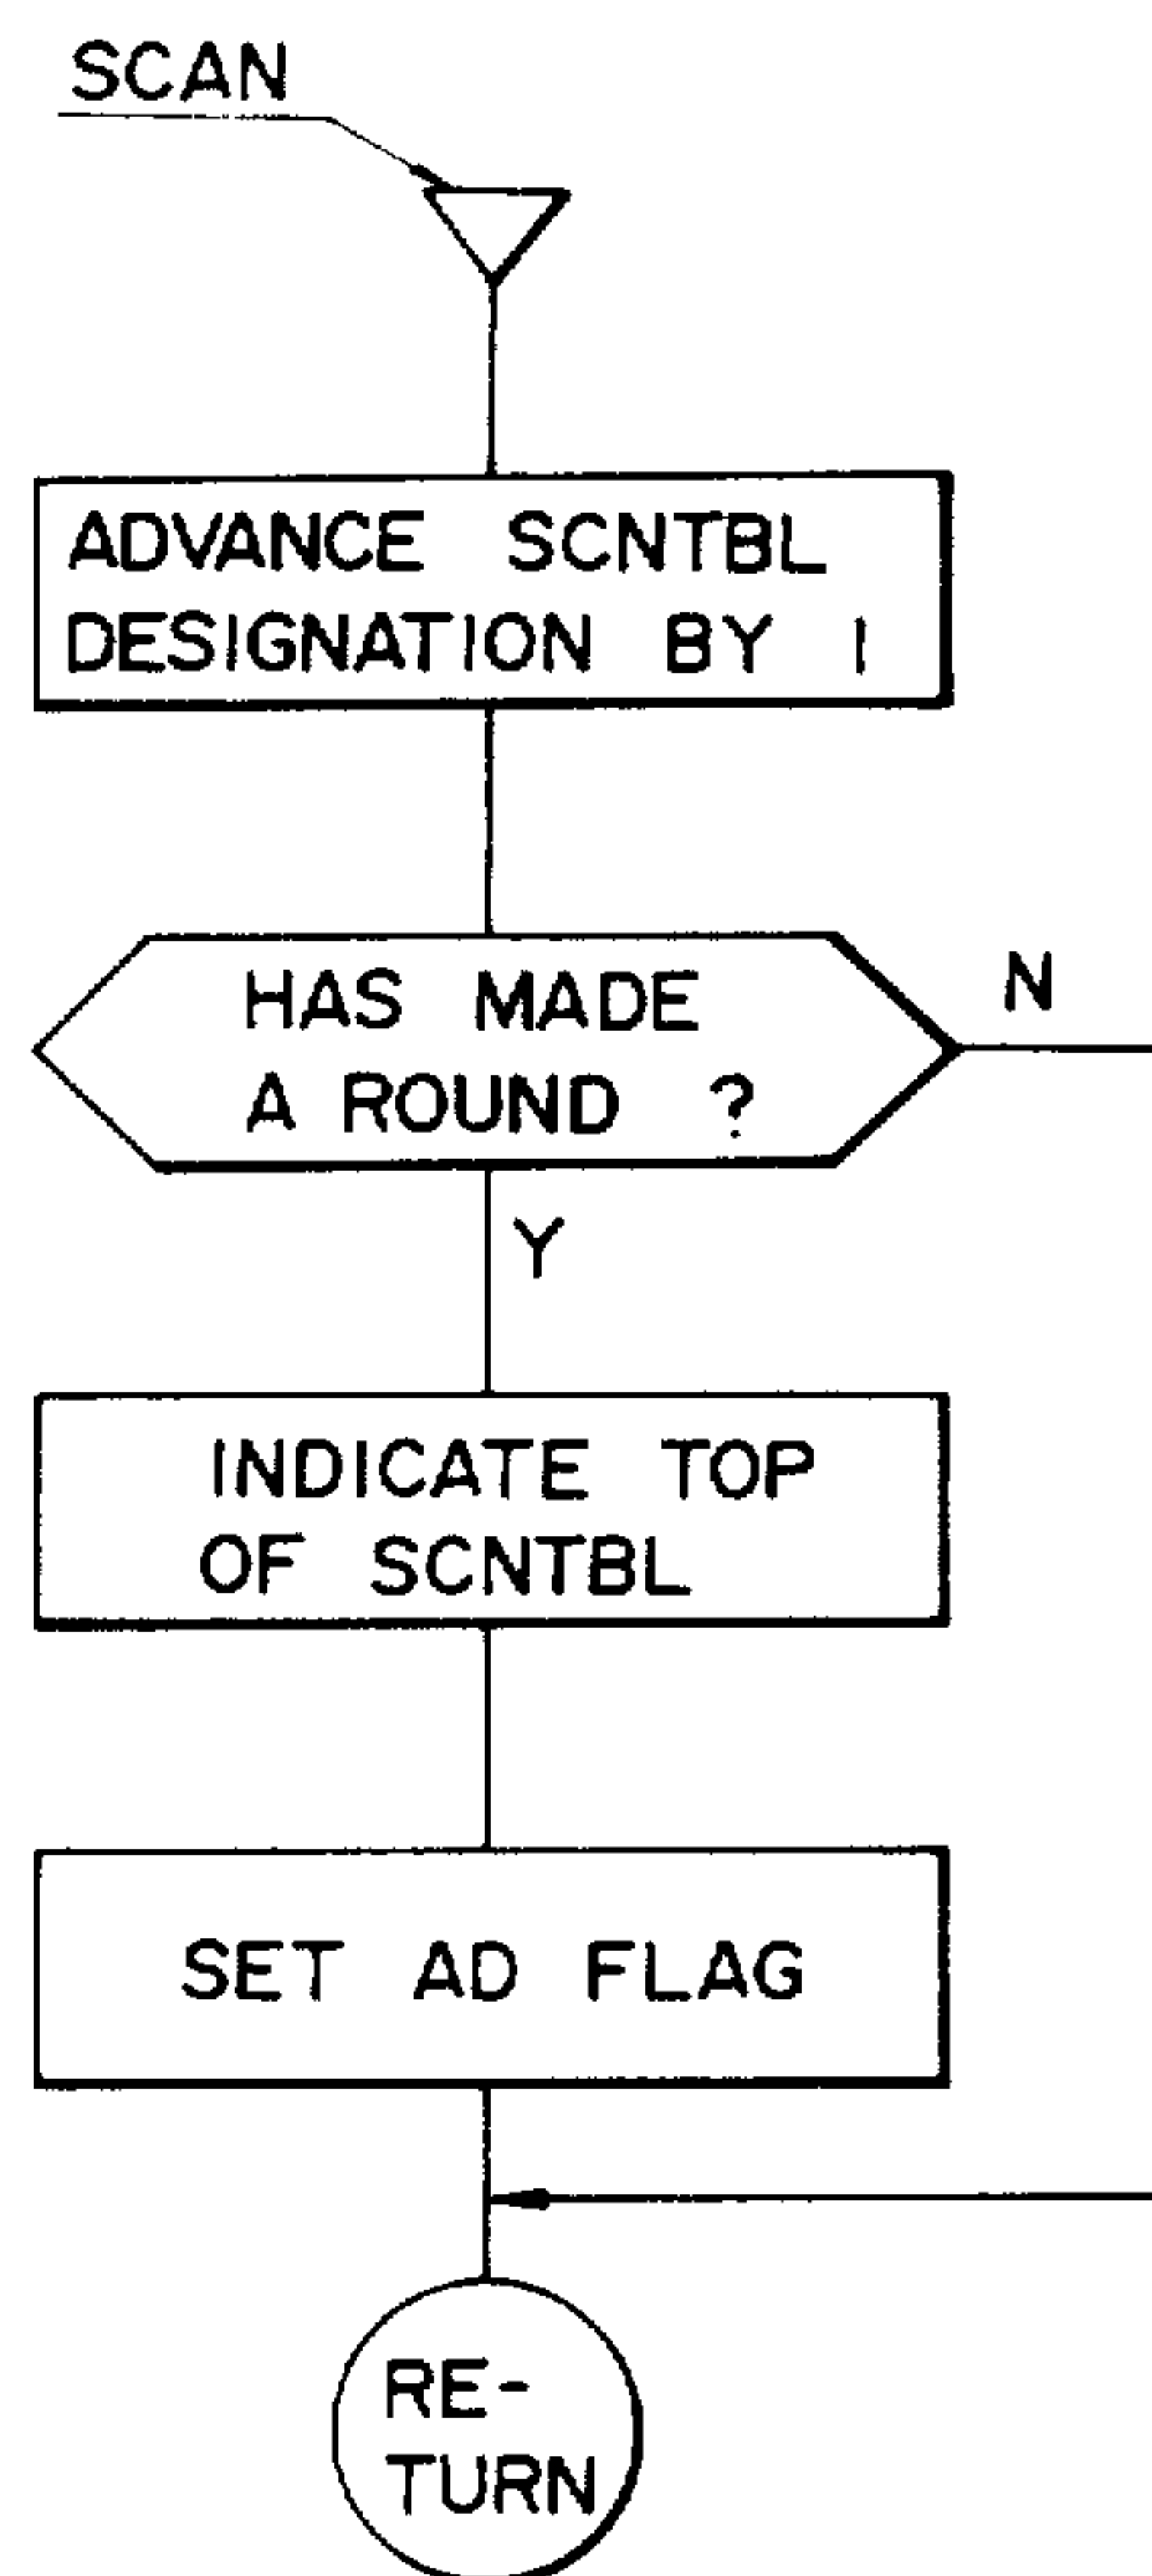 SCAN
ADVANCE SCNTBL
DESIGNATION BY 1
HAS MADE
A ROUND ?
N
Y
INDICATE TOP
OF SCNTBL
SET AD FLAG
RE-
TURN